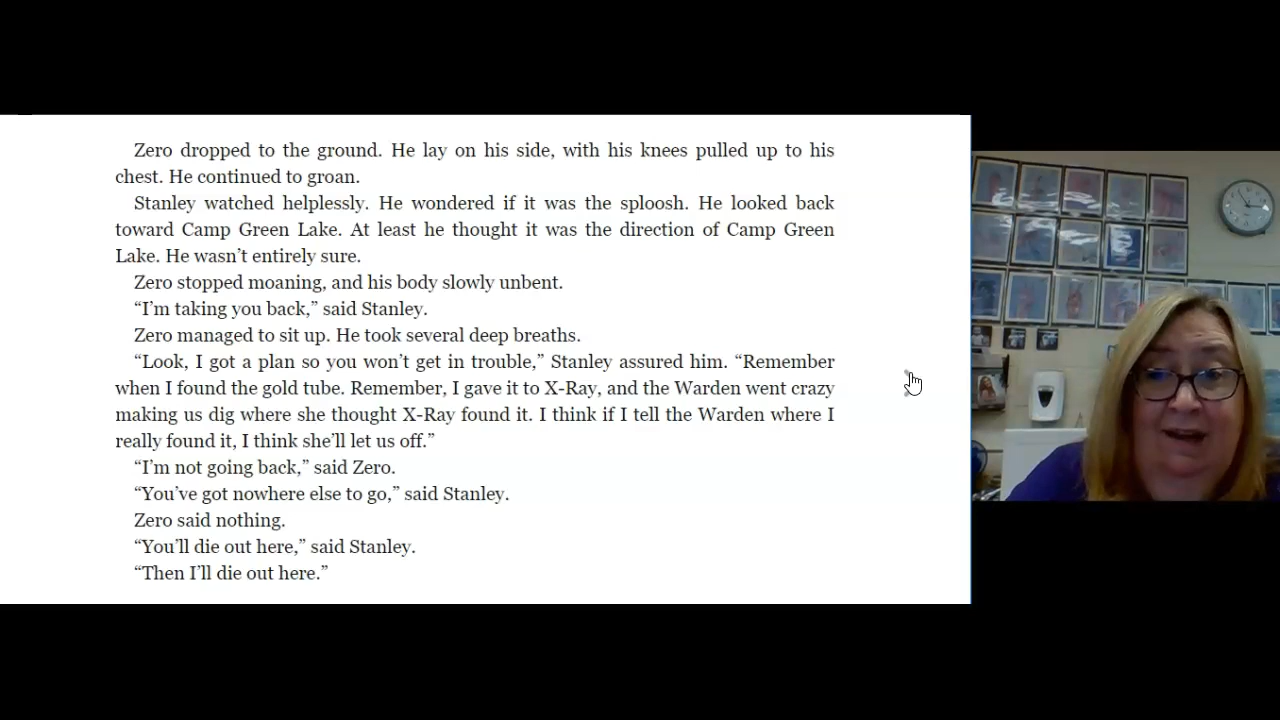 Zero dropped to the ground. He lay on his side, with his knees pulled up to his
chest. He continued to groan.
Stanley watched helplessly. He wondered if it was the sploosh. He looked back
toward Camp Green Lake. At least he thought it was the direction of Camp Green
Lake. He wasn’t entirely sure.
Zero stopped moaning, and his body slowly unbent.
“I’m taking you back,” said Stanley.
Zero managed to sit up. He took several deep breaths.
“Look, I got a plan so you won’t get in trouble,” Stanley assured him. “Remember
when I found the gold tube. Remember, I gave it to X-Ray, and the Warden went crazy
making us dig where she thought X-Ray found it. I think if I tell the Warden where I
really found it, I think she’ll let us off.”
“I’m not going back,” said Zero.
“You’ve got nowhere else to go,” said Stanley.
Zero said nothing.
“You’ll die out here,” said Stanley.
“Then I’ll die out here.”